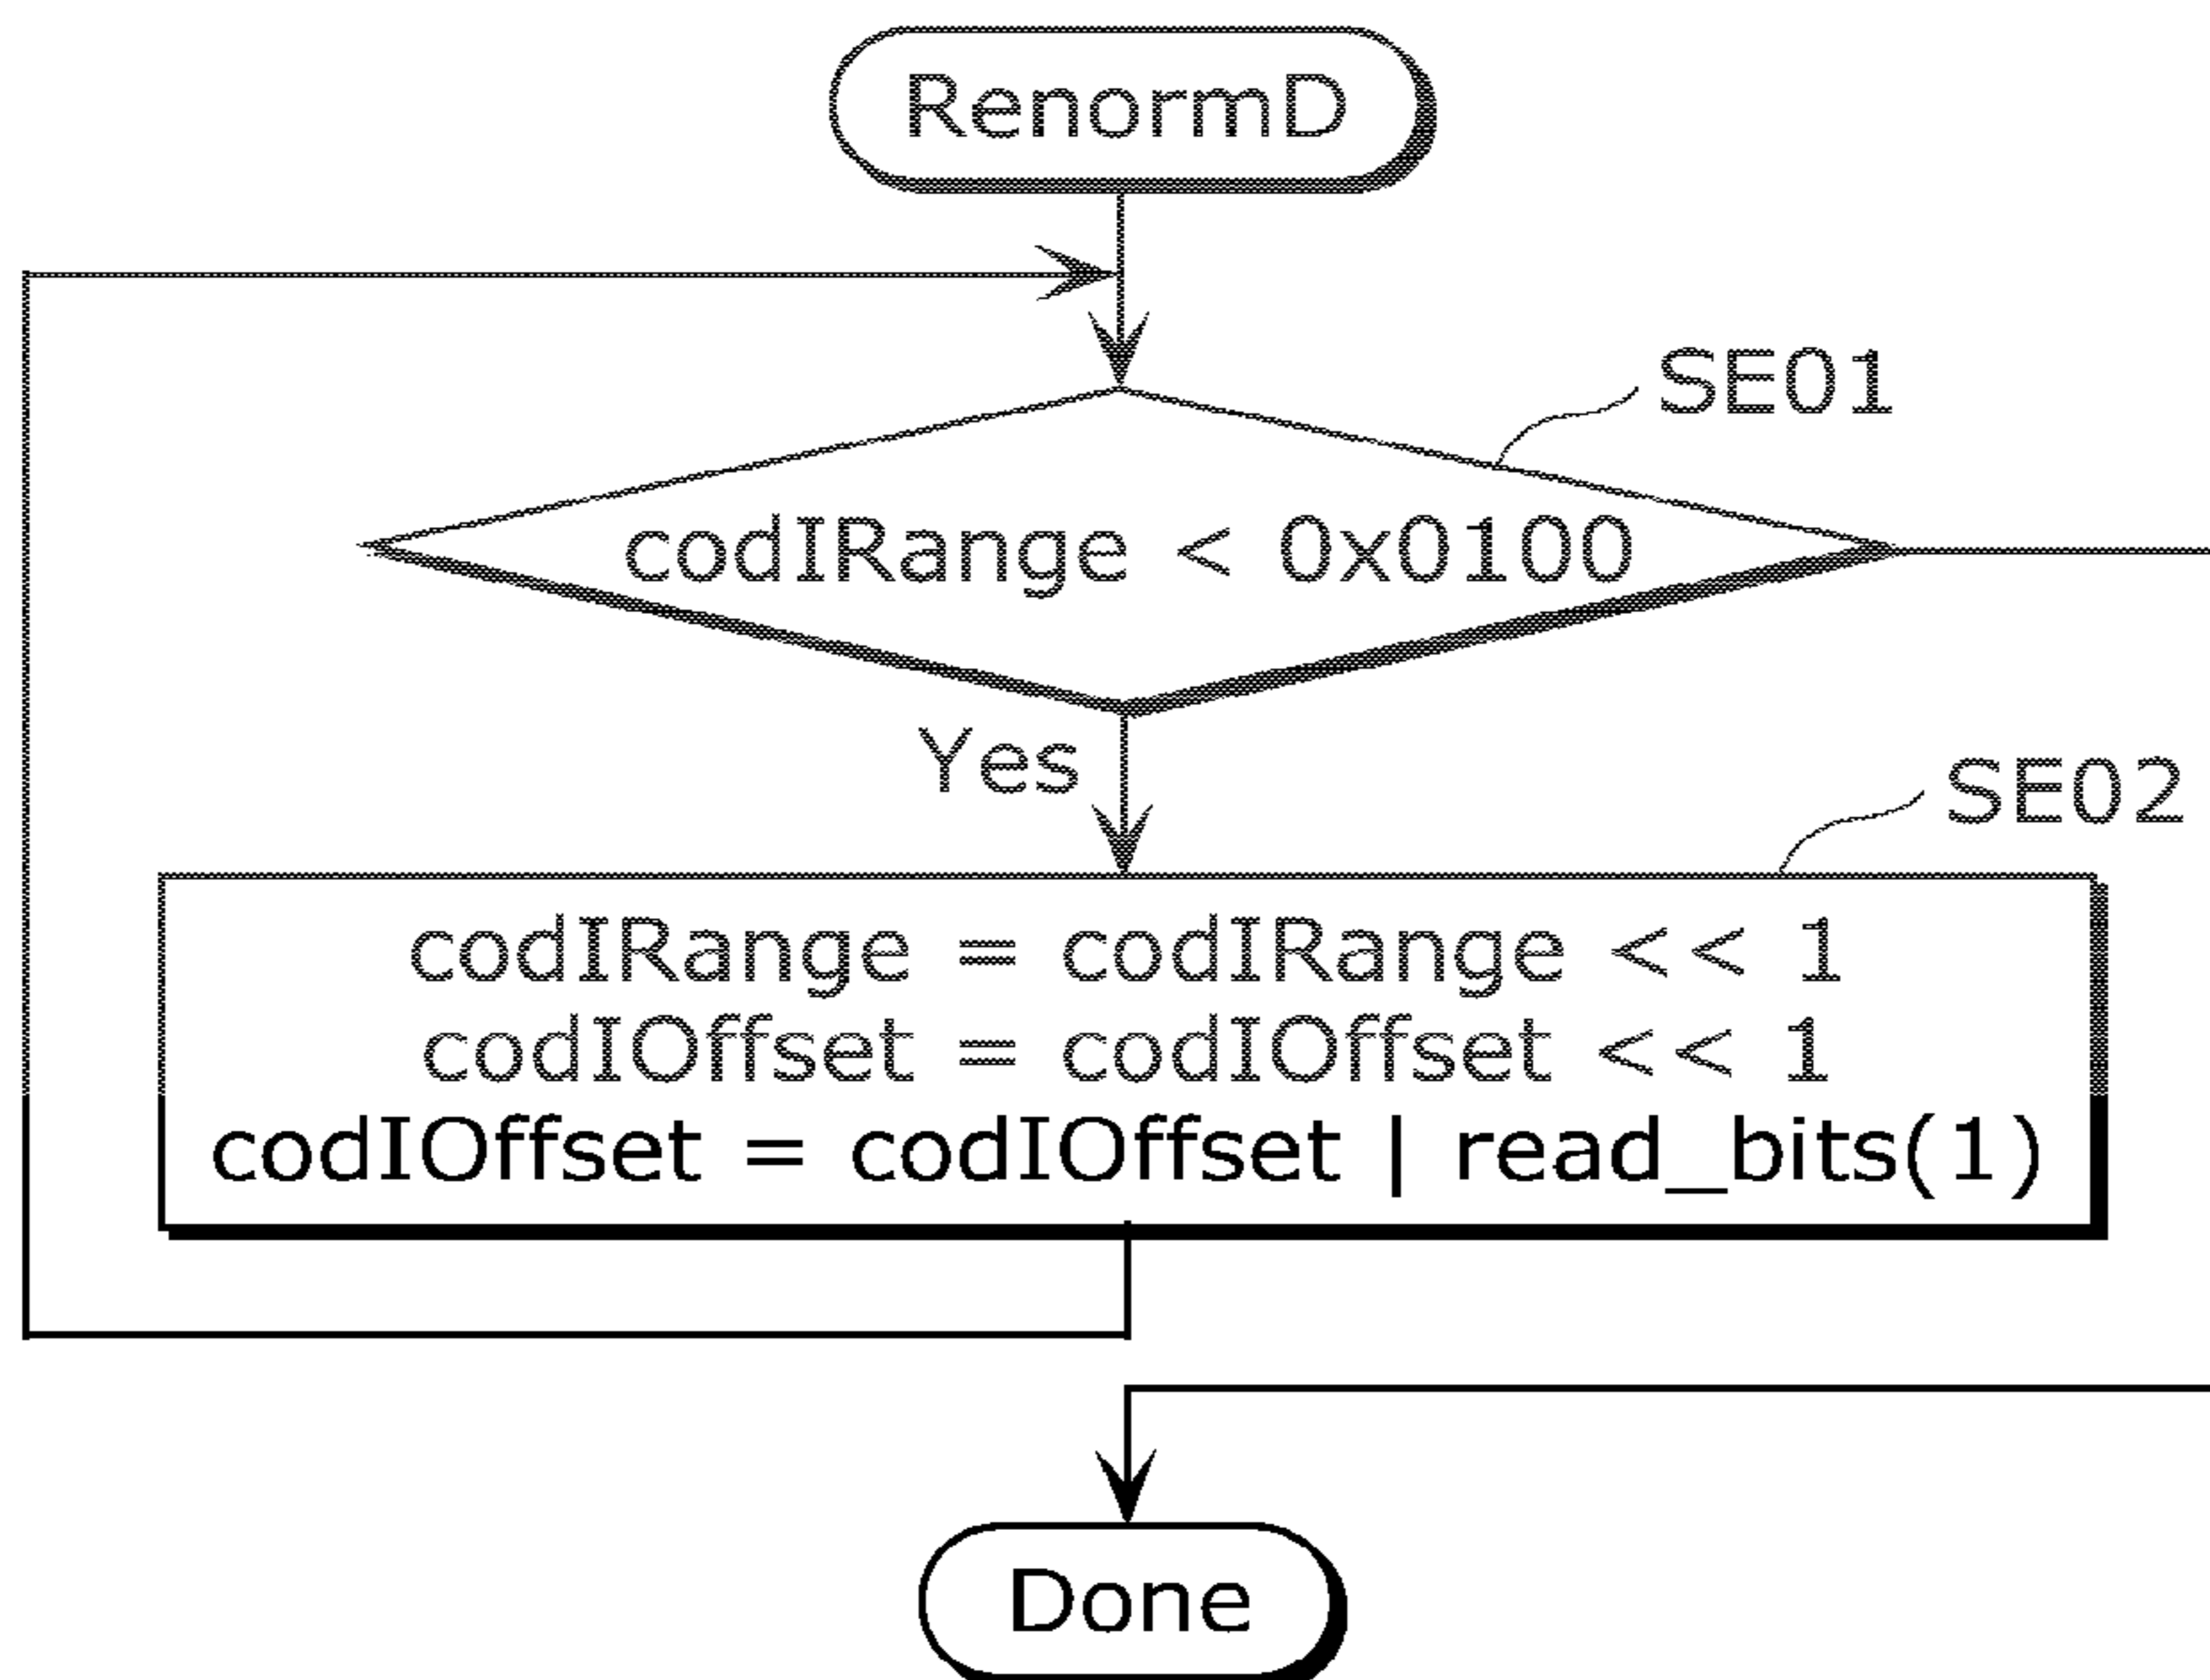 RenormD
SE01
codIRange < 0x0100
Yes
SE02
codIRange = codIRange << 1
codIOffset = codIOffset << 1
codIOffset = codIOffset | read_bits(1)
Done